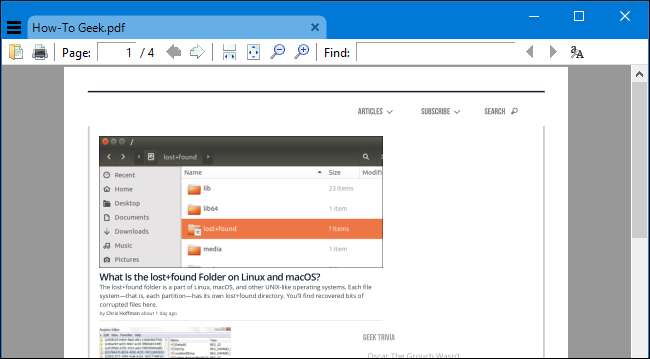 How-To Geek.pdf
Page: 1 / 4 Find:
ARTICLES SUBSCRIBE SEARCH
/
lost+found
Recent
Home
Desktop
Documents
Downloads
Music
Pictures
Name Size Modifi
lib 23 items
lib64 1 item
lost+found ? items
media 1 item
What Is the lost+found Folder on Linux and macOS?
The lost+found folder is a part of Linux, macOS, and other UNIX-like operating systems. Each file
system—that is, each partition—has its own lost+found directory. You'll find recovered bits of
corrupted files here.
by Chris Hoffman about 1 day ago
Registry Editor
GEEK TRIVIA
Oscar The Grouch Wasn't